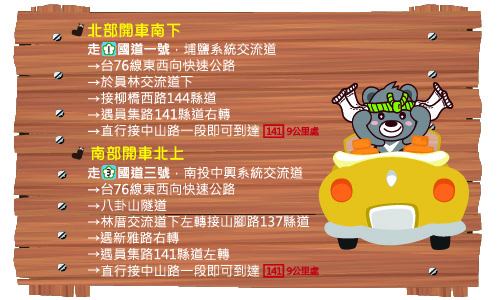 北部開車南下
走 1 國道一號，埔鹽系統交流道
→台76線東西向快速公路
→於員林交流道下
→接柳橋西路144縣道
→遇員集路141縣道右轉
→直行接中山路一段即可到達 141 9公里處
南部開車北上
走 3 國道三號，南投中興系統交流道
→台76線東西向快速公路
→八卦山隧道
→林厝交流道下左轉接山腳路137縣道
→遇新雅路右轉
→遇員集路141縣道左轉
→直行接中山路一段即可到達 141 9公里處